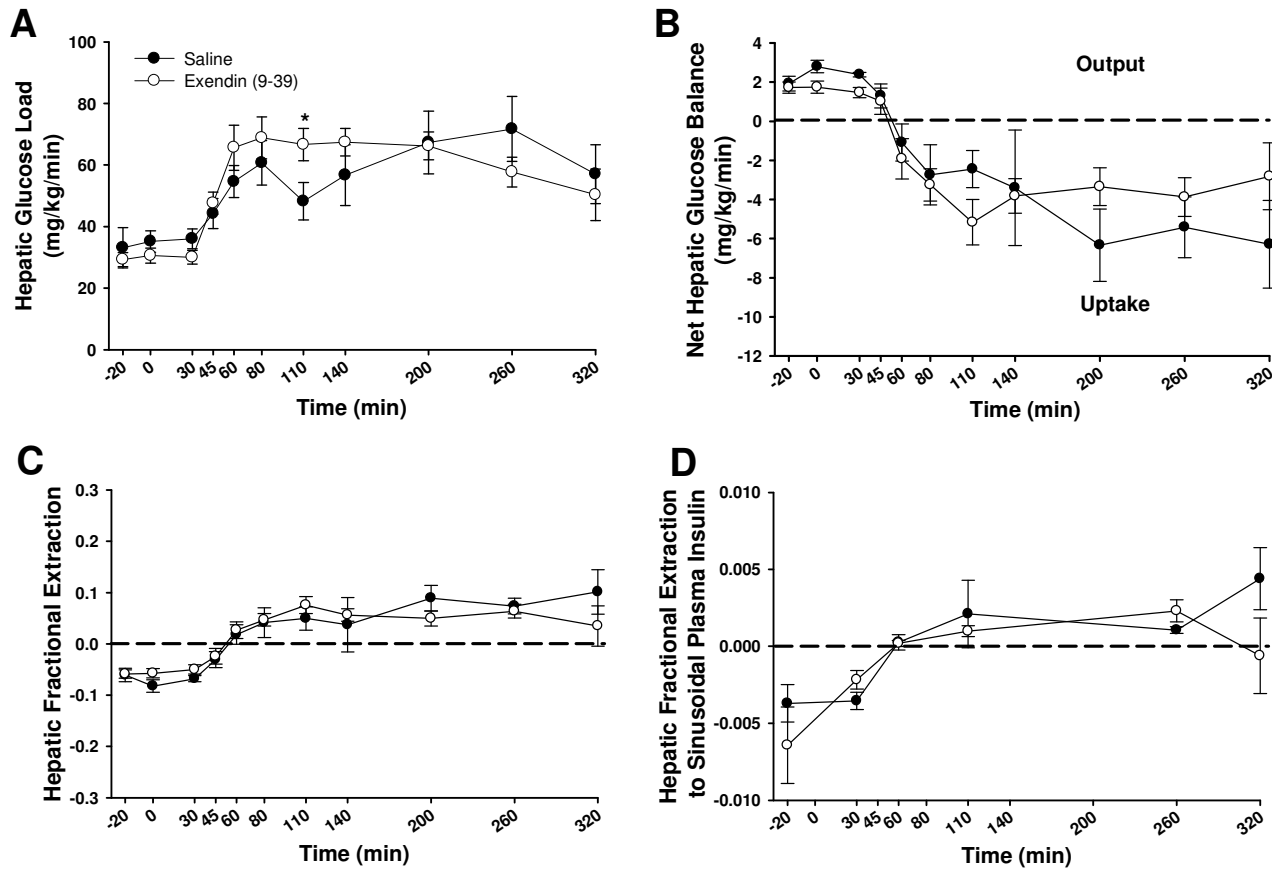 A
Hepatic Glucose Load
(mg/kg/min)
100
80
60
40
20
0
Saline
Exendin (9-39)
*
-20 0 30 45 60 80 110 140 200 260 320
Time (min)
B
Net Hepatic Glucose Balance
(mg/kg/min)
4
2
0
-2
-4
-6
-8
-10
-12
Output
Uptake
-20 0 30 45 60 80 110 140 200 260 320
Time (min)
C
Hepatic Fractional Extraction
0.3
0.2
0.1
0.0
-0.1
-0.2
-0.3
-20 0 30 45 60 80 110 140 200 260 320
Time (min)
D
Hepatic Fractional Extraction
to Sinusoidal Plasma Insulin
0.010
0.005
0.000
-0.005
-0.010
-20 0 30 45 60 80 110 140 200 260 320
Time (min)